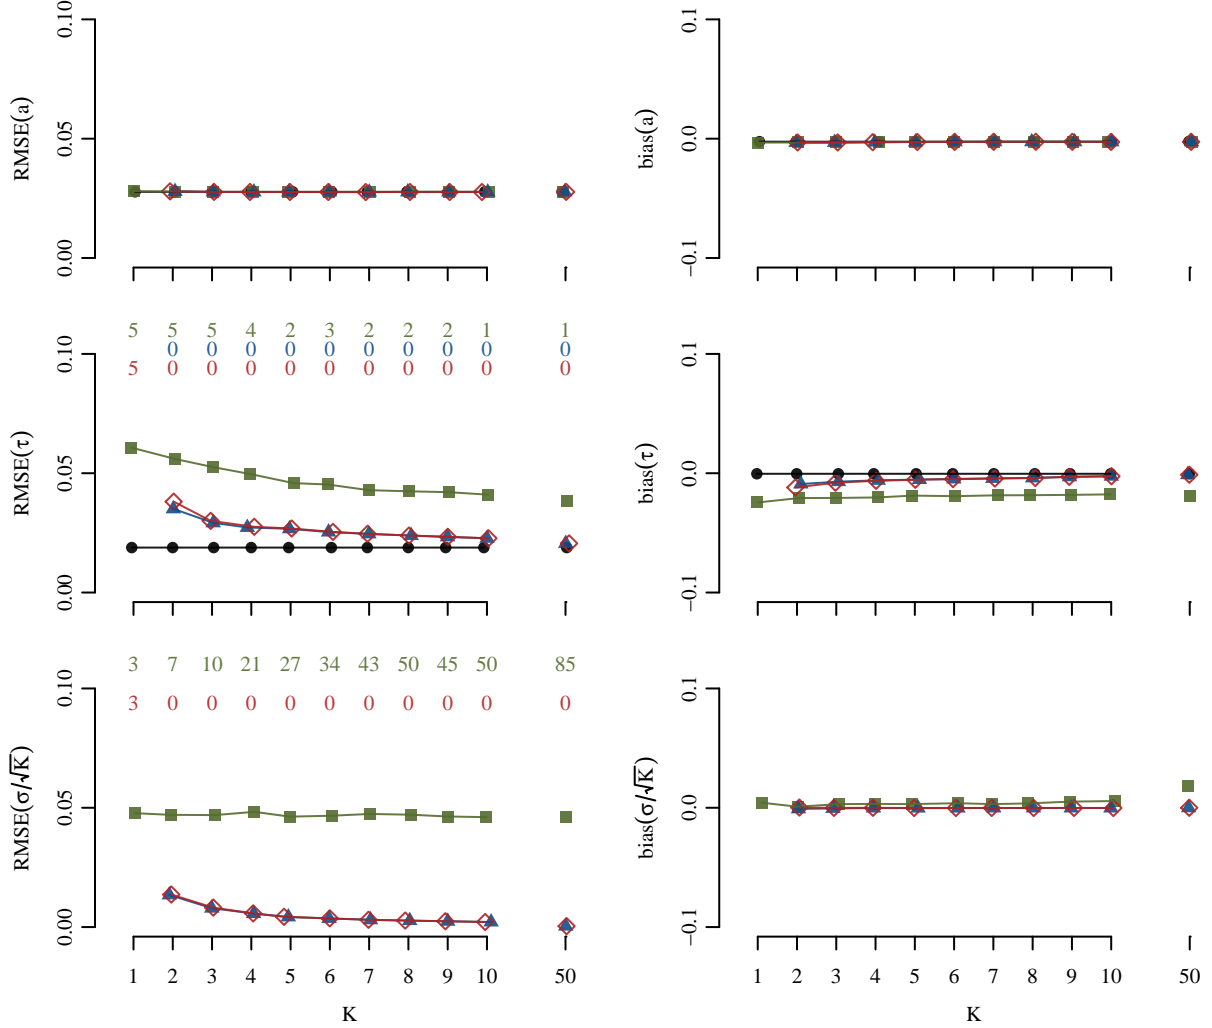 0.10
0.05
0.00
RMSE(a)
0.1
0.0
−0.1
bias(a)
5 5 5 4 2 3 2 2 2 1 1
0 0 0 0 0 0 0 0 0 0
5 0 0 0 0 0 0 0 0 0 0
0.10
0.05
0.00
RMSE(τ)
0.1
0.0
−0.1
bias(τ)
3 7 10 21 27 34 43 50 45 50 85
3 0 0 0 0 0 0 0 0 0 0
0.10
0.05
0.00
RMSE(σ/√K)
1 2 3 4 5 6 7 8 9 10 50
K
0.1
0.0
−0.1
bias(σ/√K)
1 2 3 4 5 6 7 8 9 10 50
K